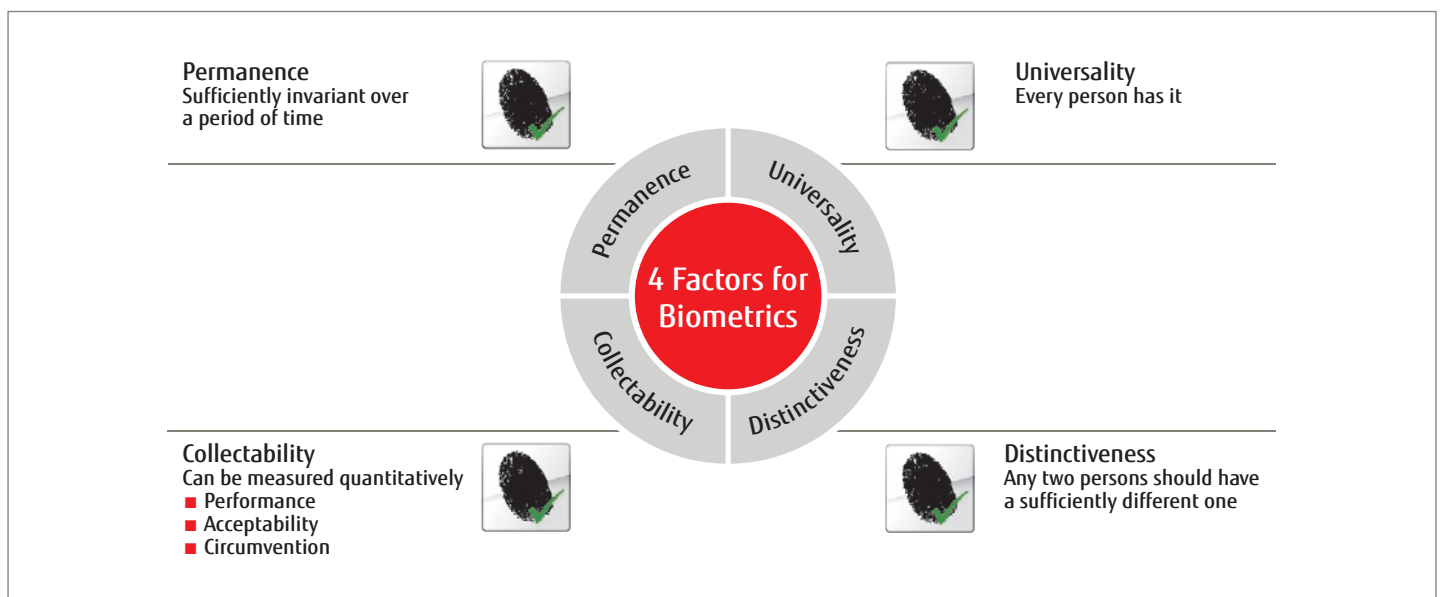 Permanence
Sufficiently invariant over
a period of time
Universality
Every person has it
Permanence
Universality
4 Factors for
Biometrics
Collectability
Distinctiveness
Collectability
Can be measured quantitatively
Performance
Acceptability
Circumvention
Distinctiveness
Any two persons should have
a sufficiently different one